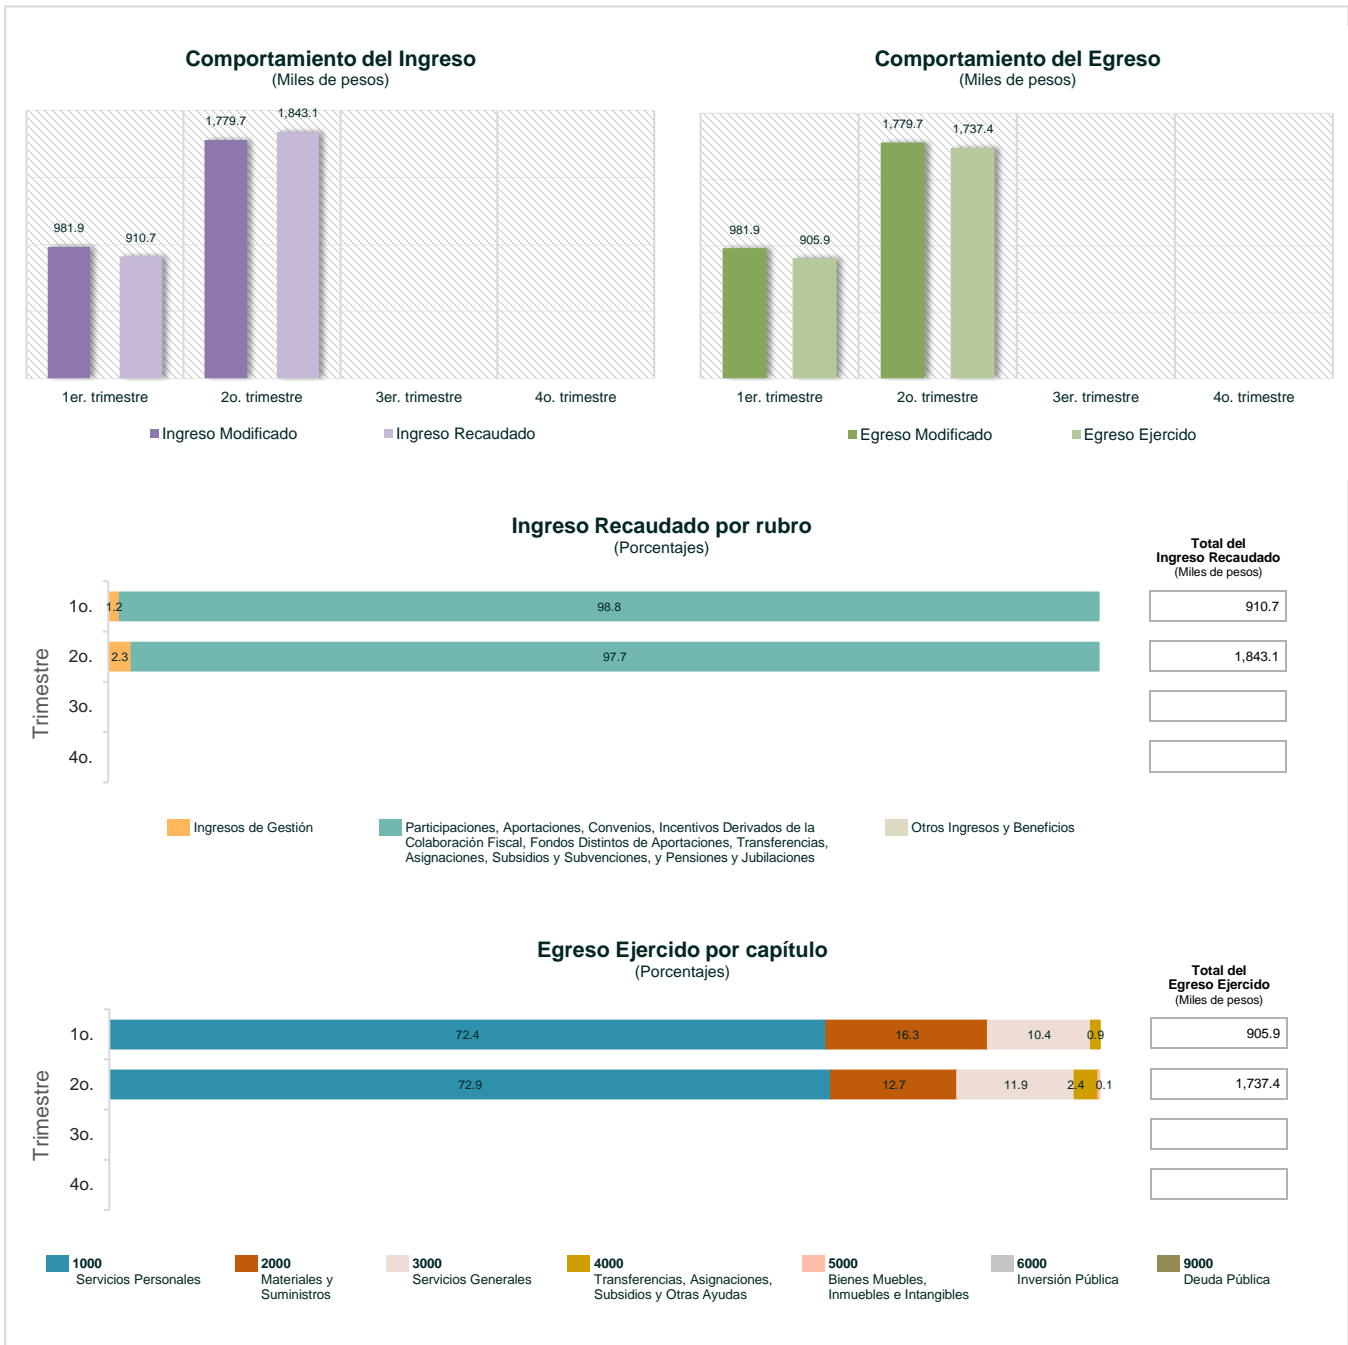 Comportamiento del Ingreso
(Miles de pesos)
981.9
910.7
1,779.7
1,843.1
1er. trimestre
2o. trimestre
3er. trimestre
4o. trimestre
Ingreso Modificado
Ingreso Recaudado
Comportamiento del Egreso
(Miles de pesos)
981.9
905.9
1,779.7
1,737.4
1er. trimestre
2o. trimestre
3er. trimestre
4o. trimestre
Egreso Modificado
Egreso Ejercido
Ingreso Recaudado por rubro
(Porcentajes)
Total del
Ingreso Recaudado
(Miles de pesos)
Trimestre
1o.
1.2
98.8
910.7
2o.
2.3
97.7
1,843.1
3o.
4o.
Ingresos de Gestión
Participaciones, Aportaciones, Convenios, Incentivos Derivados de la
Colaboración Fiscal, Fondos Distintos de Aportaciones, Transferencias,
Asignaciones, Subsidios y Subvenciones, y Pensiones y Jubilaciones
Otros Ingresos y Beneficios
Egreso Ejercido por capítulo
(Porcentajes)
Total del
Egreso Ejercido
(Miles de pesos)
Trimestre
1o.
72.4
16.3
10.4
0.9
905.9
2o.
72.9
12.7
11.9
2.4
0.1
1,737.4
3o.
4o.
1000
Servicios Personales
2000
Materiales y
Suministros
3000
Servicios Generales
4000
Transferencias, Asignaciones,
Subsidios y Otras Ayudas
5000
Bienes Muebles,
Inmuebles e Intangibles
6000
Inversión Pública
9000
Deuda Pública